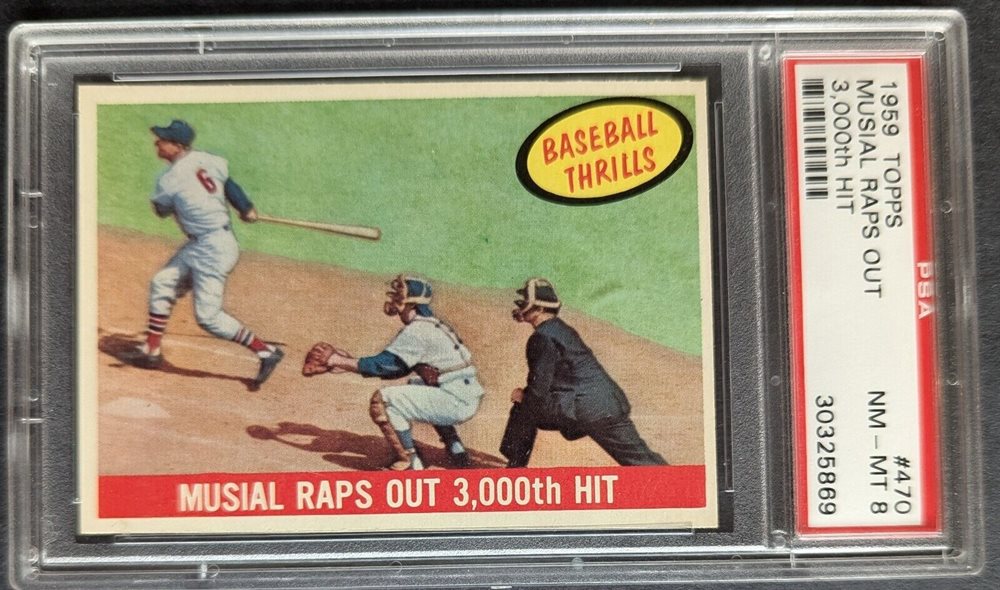 BASEBALL
THRILLS
6
MUSIAL RAPS OUT 3,000th HIT
1959 TOPPS #470
MUSIAL RAPS OUT NM - MT 8
3,000th HIT 30325869
PSA